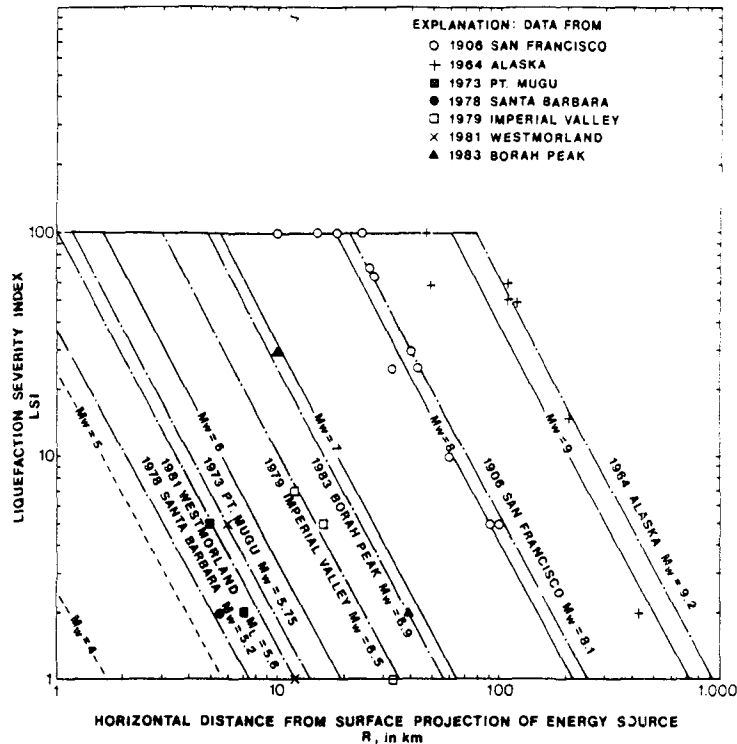 EXPLANATION: DATA FROM
○ 1906 SAN FRANCISCO
+ 1964 ALASKA
■ 1973 PT. MUGU
● 1978 SANTA BARBARA
□ 1979 IMPERIAL VALLEY
× 1981 WESTMORLAND
▲ 1983 BORAH PEAK
100
10
1
LIQUEFACTION SEVERITY INDEX
LSI
Mw=4
Mw=5
1978 SANTA BARBARA Mw=5.2
1981 WESTMORLAND ML=5.6
1973 PT. MUGU Mw=5.75
Mw=6
1979 IMPERIAL VALLEY Mw=6.5
1983 BORAH PEAK Mw=6.9
Mw=7
Mw=8
1906 SAN FRANCISCO Mw=8.1
Mw=9
1964 ALASKA Mw=9.2
1
10
100
1.000
HORIZONTAL DISTANCE FROM SURFACE PROJECTION OF ENERGY SOURCE
R, in km